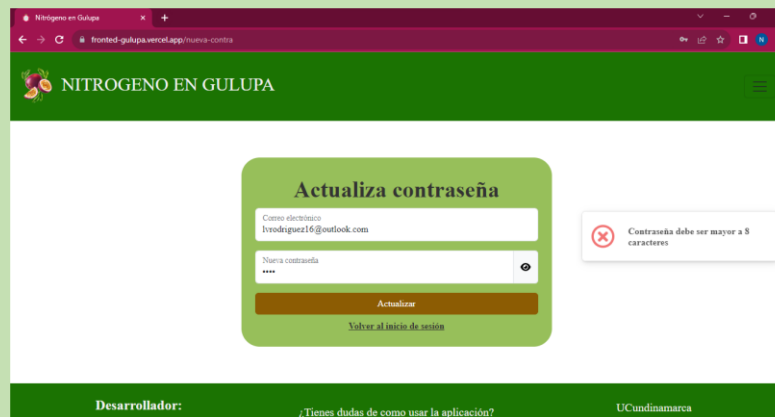 Nitrógeno en Gulupa
fronted-gulupa.vercel.app/nueva-contra
N
NITROGENO EN GULUPA
Actualiza contraseña
Correo electrónico
lvrodriguez16@outlook.com
Nueva contraseña
••••
Contraseña debe ser mayor a 8
caracteres
Actualizar
Volver al inicio de sesión
Desarrollador:
¿Tienes dudas de como usar la aplicación?
UCundinamarca